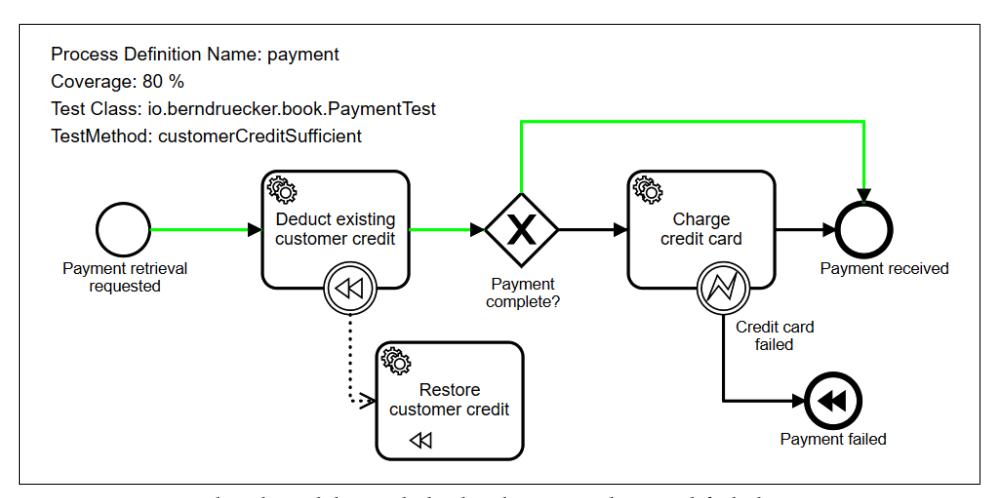 Process Definition Name: payment
Coverage: 80 %
Test Class: io.berndruecker.book.PaymentTest
TestMethod: customerCreditSufficient
Deduct existing
customer credit
Charge
credit card
Payment retrieval
requested
Payment
complete?
Payment received
Credit card
failed
Restore
customer credit
Payment failed